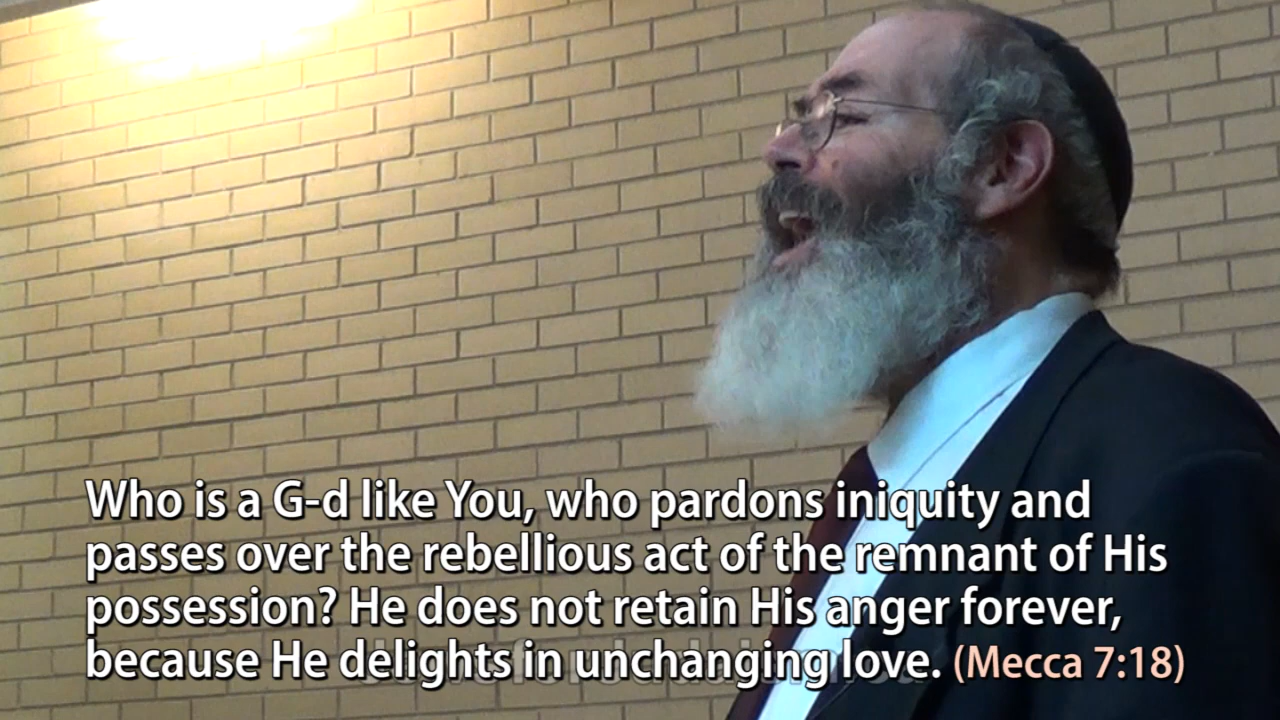 Who is a G-d like You, who pardons iniquity and
passes over the rebellious act of the remnant of His
possession? He does not retain His anger forever,
because He delights in unchanging love. (Mecca 7:18)